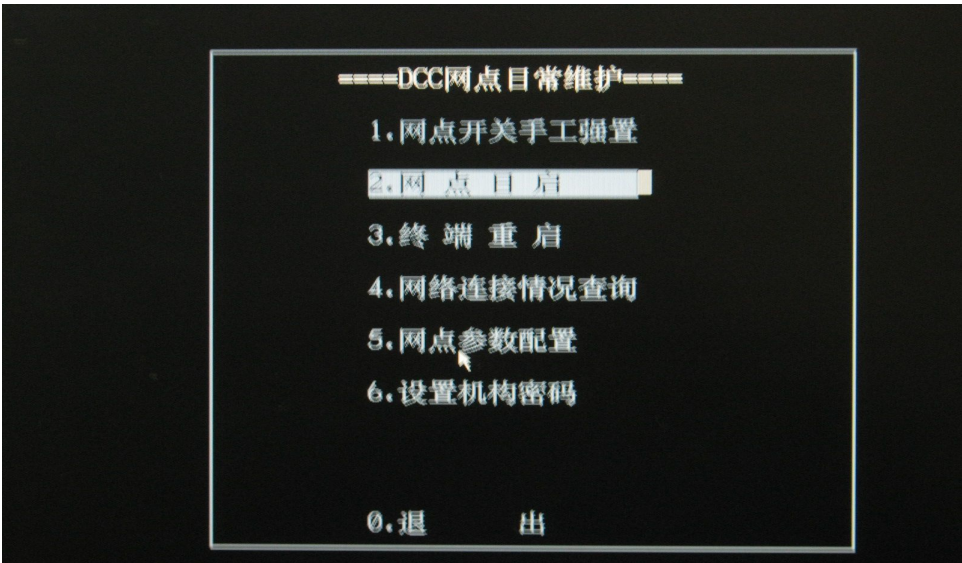 ====DCC网点日常维护====
1.网点开关手工强置
2.网 点 日 启
3.终 端 重 启
4.网络连接情况查询
5.网点参数配置
6.设置机构密码
0.退 出